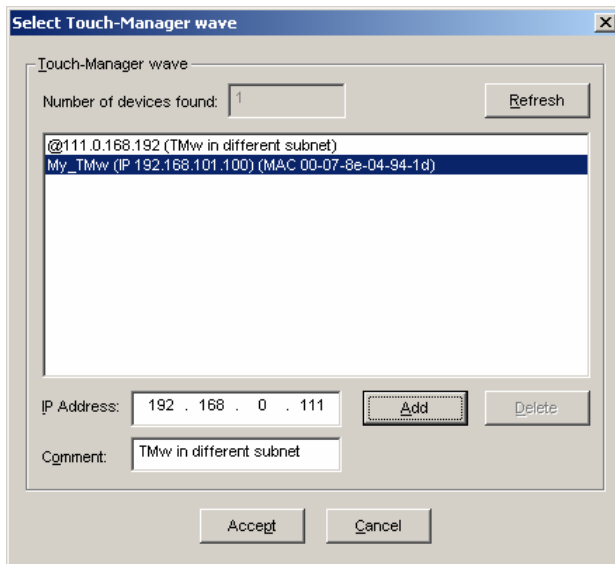 Select Touch-Manager wave
Touch-Manager wave
Number of devices found: 1 Refresh
@111.0.168.192 (TMw in different subnet)
My_TMw (IP 192.168.101.100) (MAC 00-07-8e-04-94-1d)
IP Address: 192 . 168 . 0 . 111 Add Delete
Comment: TMw in different subnet
Accept Cancel